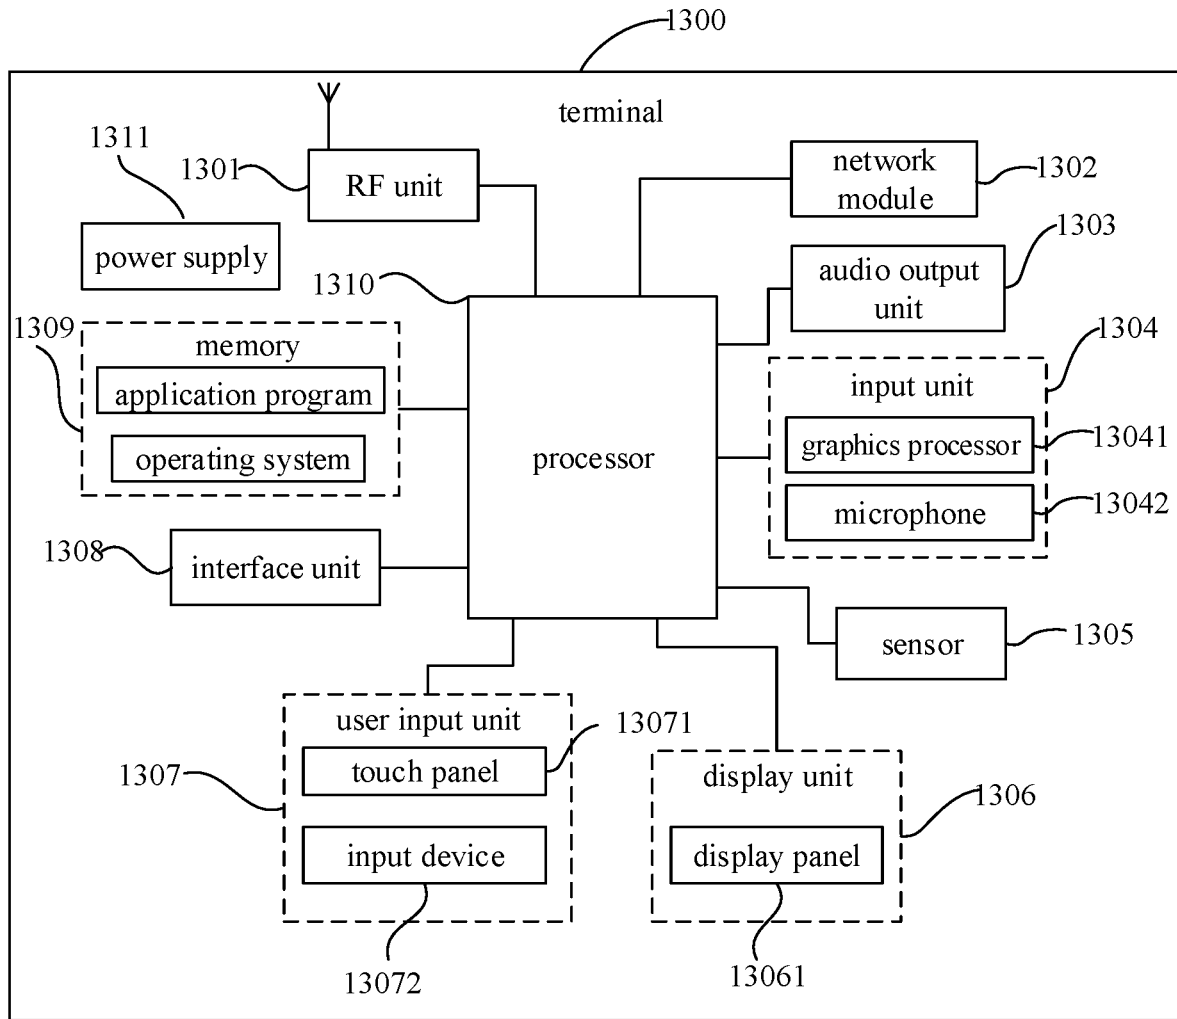 1300
terminal
1311
1301
RF unit
network
module
1302
power supply
1310
audio output
unit
1303
1309
memory
application program
operating system
processor
1304
input unit
graphics processor
13041
microphone
13042
1308
interface unit
sensor
1305
user input unit
13071
1307
touch panel
input device
13072
display unit
1306
display panel
13061